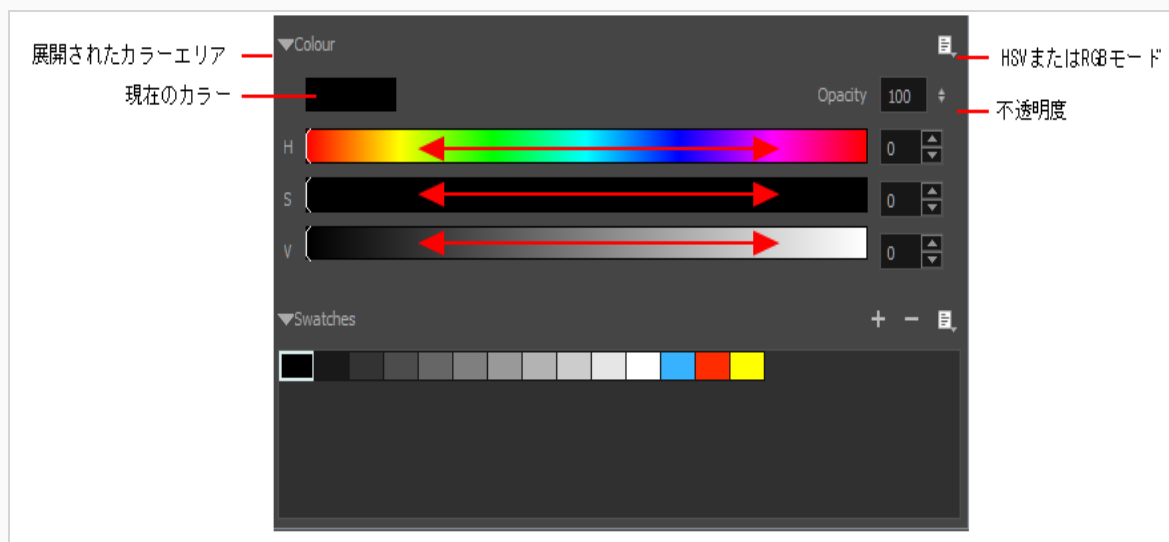 展開されたカラーエリア
Colour
HSVまたはRGBモード
現在のカラー
Opacity 100
不透明度
H 0
S 0
V 0
Swatches